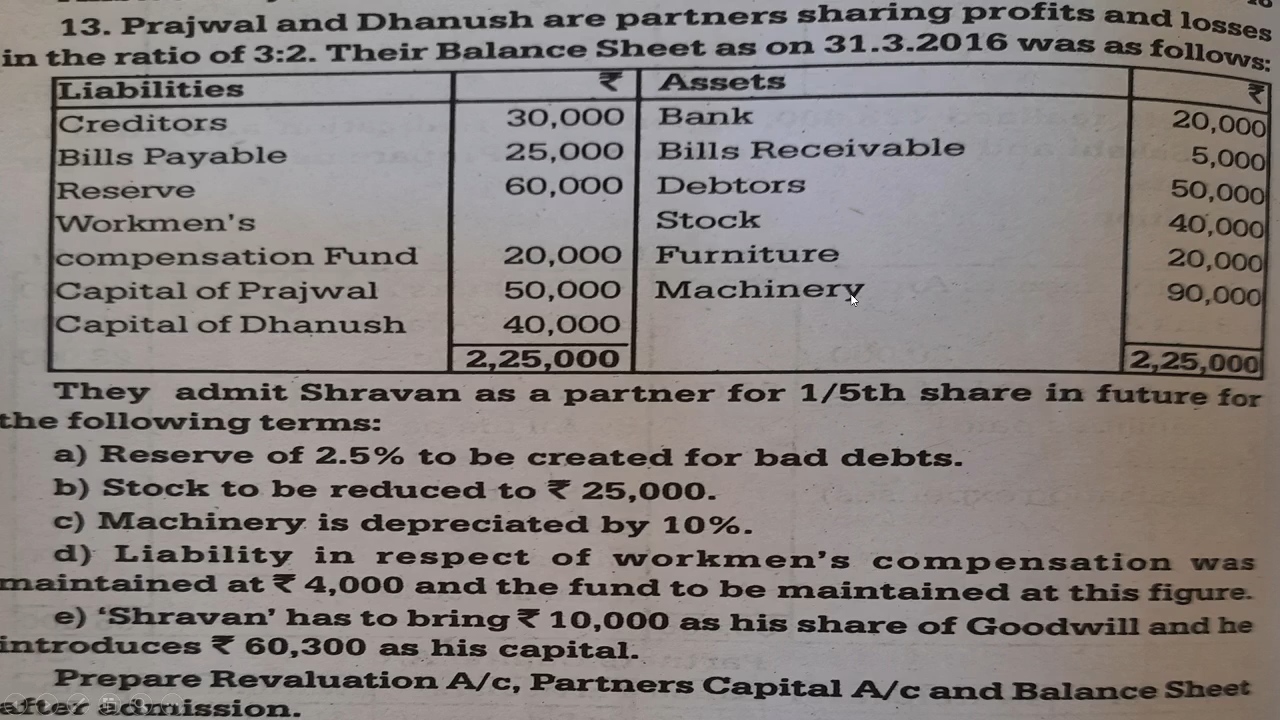 13. Prajwal and Dhanush are partners sharing profits and losses
in the ratio of 3:2. Their Balance Sheet as on 31.3.2016 was as follows:
Liabilities ₹ Assets ₹
Creditors 30,000 Bank 20,000
Bills Payable 25,000 Bills Receivable 5,000
Reserve 60,000 Debtors 50,000
Workmen's Stock 40,000
compensation Fund 20,000 Furniture 20,000
Capital of Prajwal 50,000 Machinery 90,000
Capital of Dhanush 40,000
2,25,000 2,25,000
They admit Shravan as a partner for 1/5th share in future for
the following terms:
a) Reserve of 2.5% to be created for bad debts.
b) Stock to be reduced to ₹ 25,000.
c) Machinery is depreciated by 10%.
d) Liability in respect of workmen's compensation was
maintained at ₹ 4,000 and the fund to be maintained at this figure.
e) 'Shravan' has to bring ₹ 10,000 as his share of Goodwill and he
introduces ₹ 60,300 as his capital.
Prepare Revaluation A/c, Partners Capital A/c and Balance Sheet
after admission.